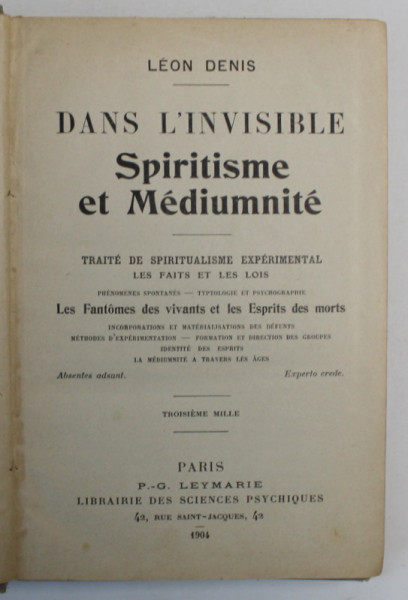 LÉON DENIS
DANS L'INVISIBLE
Spiritisme
et Médiumnité
TRAITÉ DE SPIRITUALISME EXPÉRIMENTAL
LES FAITS ET LES LOIS
PHÉNOMÈNES SPONTANÉS — TYPTOLOGIE ET PSYCHOGRAPHIE
Les Fantômes des vivants et les Esprits des morts
INCORPORATIONS ET MATÉRIALISATIONS DES DÉFUNTS
MÉTHODES D'EXPÉRIMENTATION — FORMATION ET DIRECTION DES GROUPES
IDENTITÉ DES ESPRITS
LA MÉDIUMNITÉ A TRAVERS LES ÂGES
Absentes adsunt. Experto crede.
TROISIÈME MILLE
PARIS
P.-G. LEYMARIE
LIBRAIRIE DES SCIENCES PSYCHIQUES
42, RUE SAINT-JACQUES, 42
1904